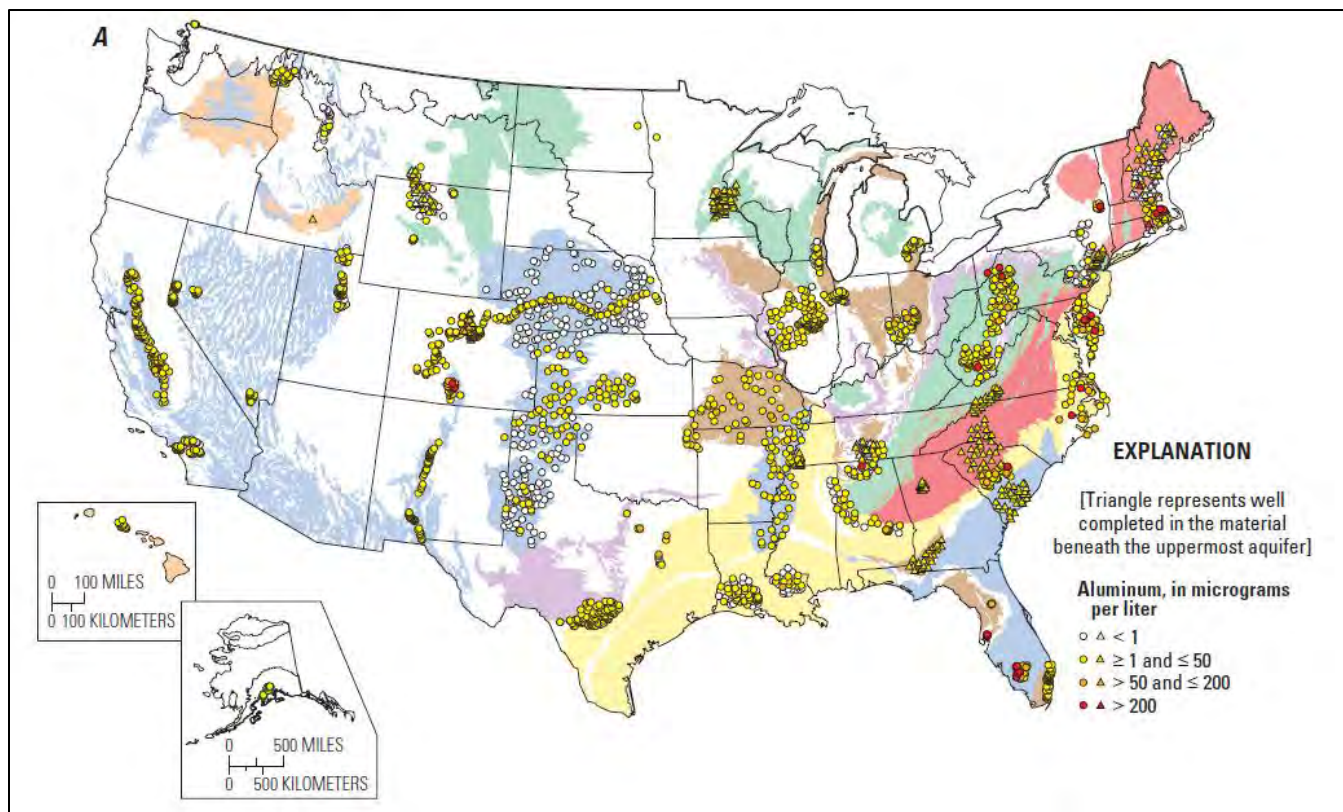 A
EXPLANATION
[Triangle represents well
completed in the material
beneath the uppermost aquifer]
Aluminum, in micrograms
per liter
< 1
≥ 1 and ≤ 50
> 50 and ≤ 200
> 200
0 100 MILES
0 100 KILOMETERS
0 500 MILES
0 500 KILOMETERS